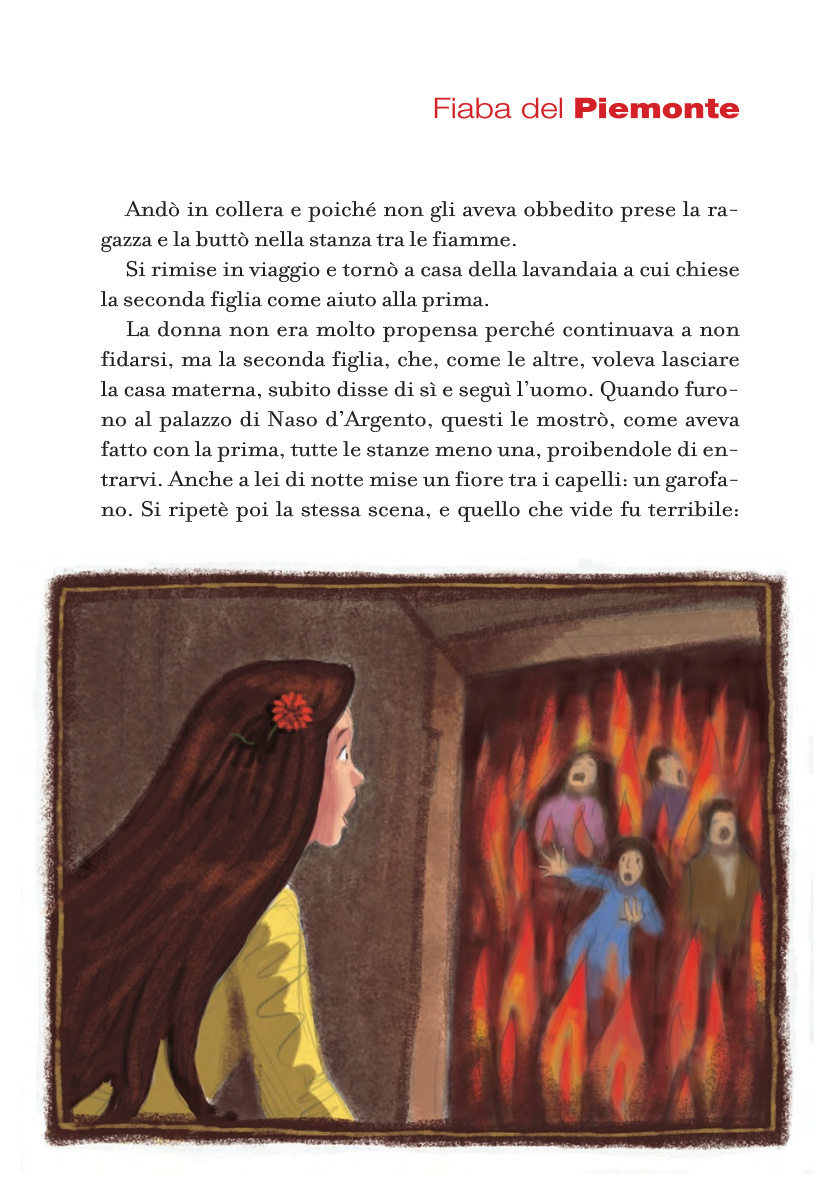 Fiaba del Piemonte
Andò in collera e poiché non gli aveva obbedito prese la ra-
gazza e la buttò nella stanza tra le fiamme.
Si rimise in viaggio e tornò a casa della lavandaia a cui chiese
la seconda figlia come aiuto alla prima.
La donna non era molto propensa perché continuava a non
fidarsi, ma la seconda figlia, che, come le altre, voleva lasciare
la casa materna, subito disse di sì e seguì l'uomo. Quando furo-
no al palazzo di Naso d'Argento, questi le mostrò, come aveva
fatto con la prima, tutte le stanze meno una, proibendole di en-
trarvi. Anche a lei di notte mise un fiore tra i capelli: un garofa-
no. Si ripetè poi la stessa scena, e quello che vide fu terribile: